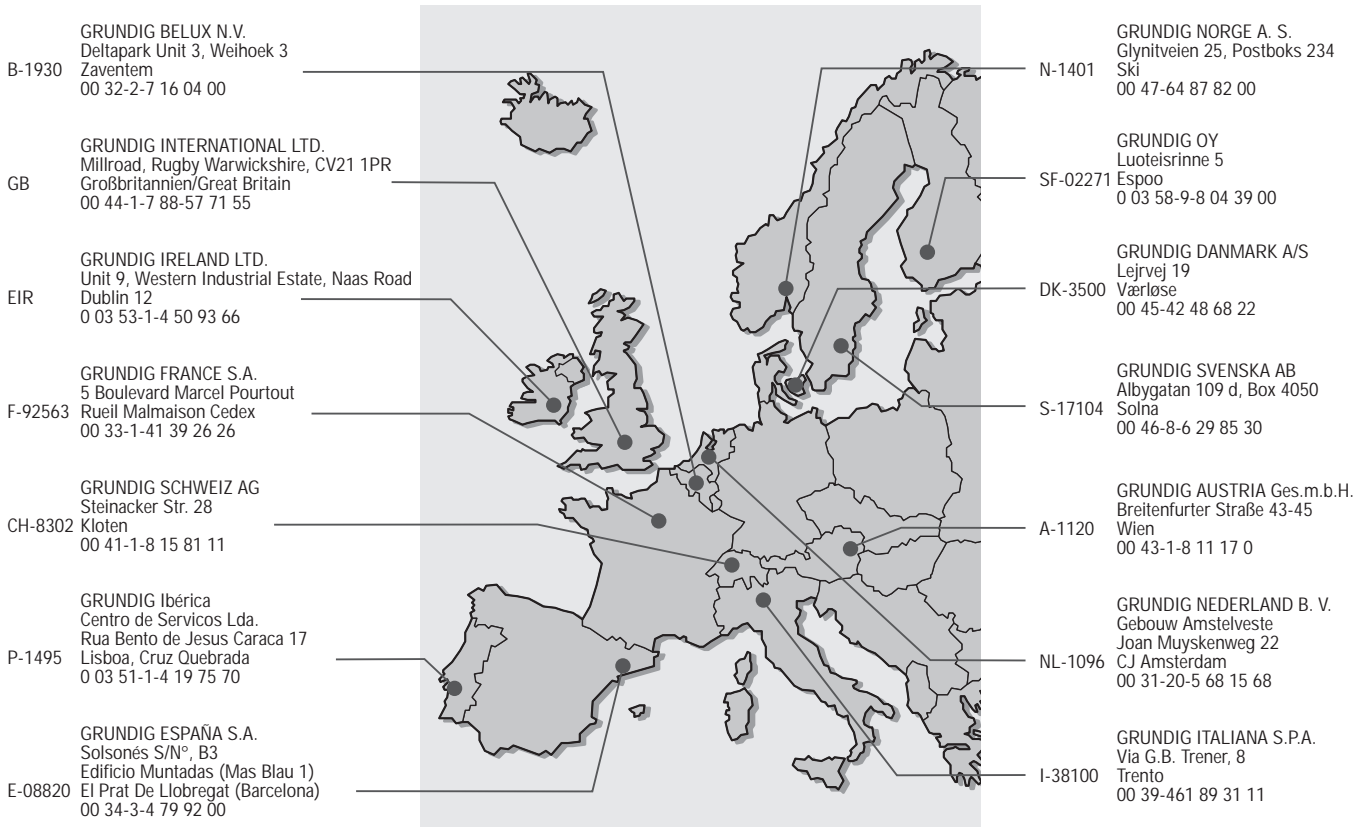 GRUNDIG BELUX N.V.
Deltapark Unit 3, Weihoek 3
B-1930 Zaventem
00 32-2-7 16 04 00
GRUNDIG INTERNATIONAL LTD.
Millroad, Rugby Warwickshire, CV21 1PR
GB Großbritannien/Great Britain
00 44-1-7 88-57 71 55
GRUNDIG IRELAND LTD.
Unit 9, Western Industrial Estate, Naas Road
EIR Dublin 12
0 03 53-1-4 50 93 66
GRUNDIG FRANCE S.A.
5 Boulevard Marcel Pourtout
F-92563 Rueil Malmaison Cedex
00 33-1-41 39 26 26
GRUNDIG SCHWEIZ AG
Steinacker Str. 28
CH-8302 Kloten
00 41-1-8 15 81 11
GRUNDIG Ibérica
Centro de Servicos Lda.
Rua Bento de Jesus Caraca 17
P-1495 Lisboa, Cruz Quebrada
0 03 51-1-4 19 75 70
GRUNDIG ESPAÑA S.A.
Solsonés S/N°, B3
Edificio Muntadas (Mas Blau 1)
E-08820 El Prat De Llobregat (Barcelona)
00 34-3-4 79 92 00
GRUNDIG NORGE A. S.
Glynitveien 25, Postboks 234
N-1401 Ski
00 47-64 87 82 00
GRUNDIG OY
Luoteisrinne 5
SF-02271 Espoo
0 03 58-9-8 04 39 00
GRUNDIG DANMARK A/S
Lejrvej 19
DK-3500 Værløse
00 45-42 48 68 22
GRUNDIG SVENSKA AB
Albygatan 109 d, Box 4050
S-17104 Solna
00 46-8-6 29 85 30
GRUNDIG AUSTRIA Ges.m.b.H.
Breitenfurter Straße 43-45
A-1120 Wien
00 43-1-8 11 17 0
GRUNDIG NEDERLAND B. V.
Gebouw Amstelveste
Joan Muyskenweg 22
NL-1096 CJ Amsterdam
00 31-20-5 68 15 68
GRUNDIG ITALIANA S.P.A.
Via G.B. Trener, 8
I-38100 Trento
00 39-461 89 31 11